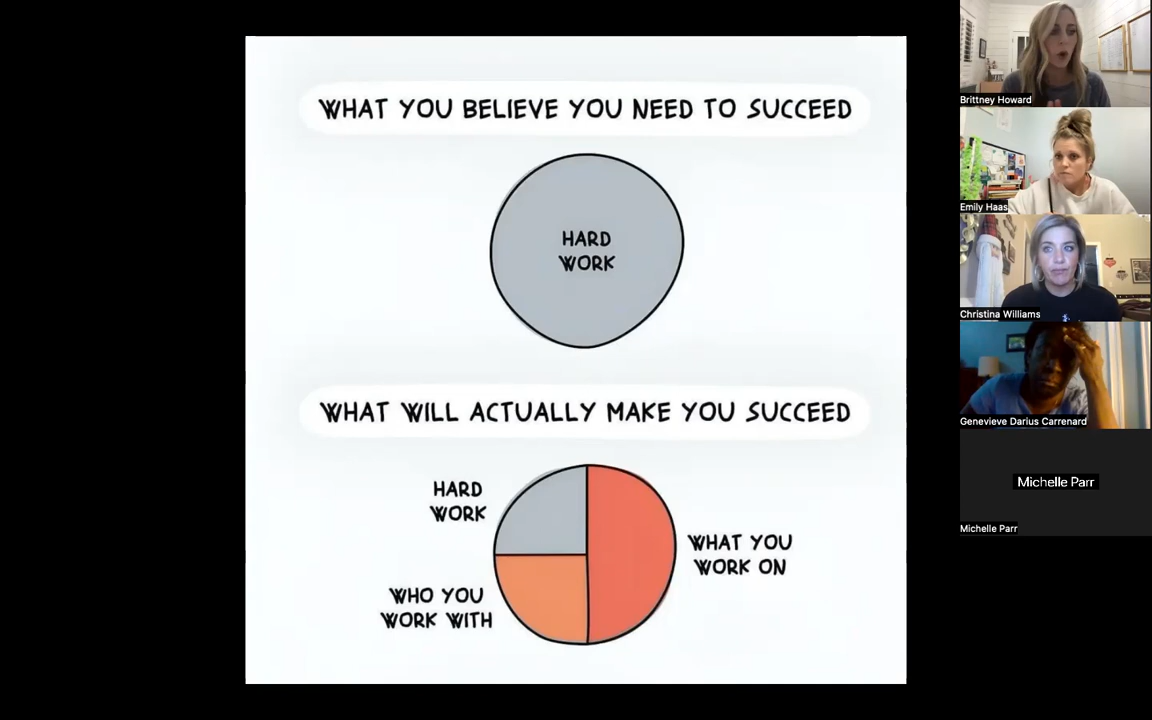 WHAT YOU BELIEVE YOU NEED TO SUCCEED
HARD
WORK
WHAT WILL ACTUALLY MAKE YOU SUCCEED
HARD
WORK
WHAT YOU
WORK ON
WHO YOU
WORK WITH
Brittney Howard
Emily Haas
Christina Williams
Genevieve Darius Carrenard
Michelle Parr
Michelle Parr